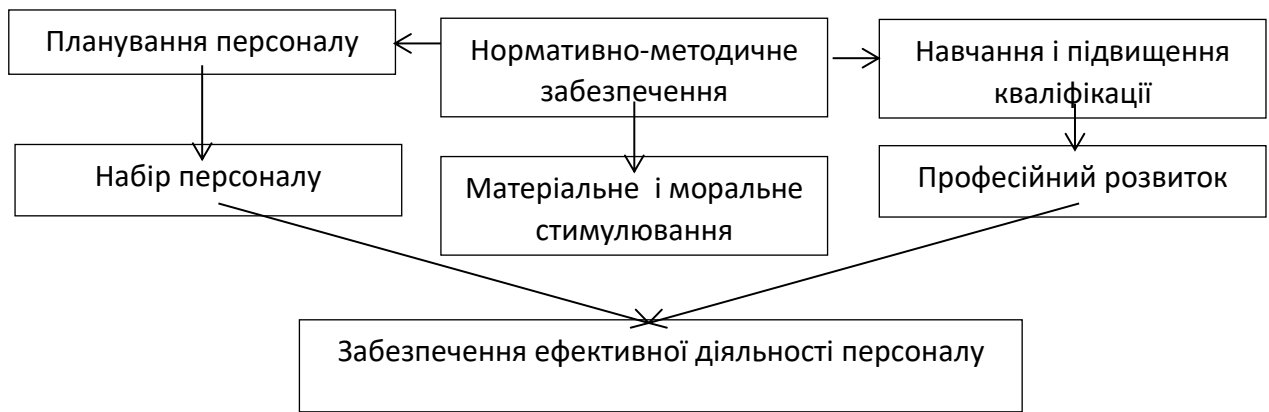 Планування персоналу
Нормативно-методичне
забезпечення
Навчання і підвищення
кваліфікації
Набір персоналу
Матеріальне і моральне
стимулювання
Професійний розвиток
Забезпечення ефективної діяльності персоналу